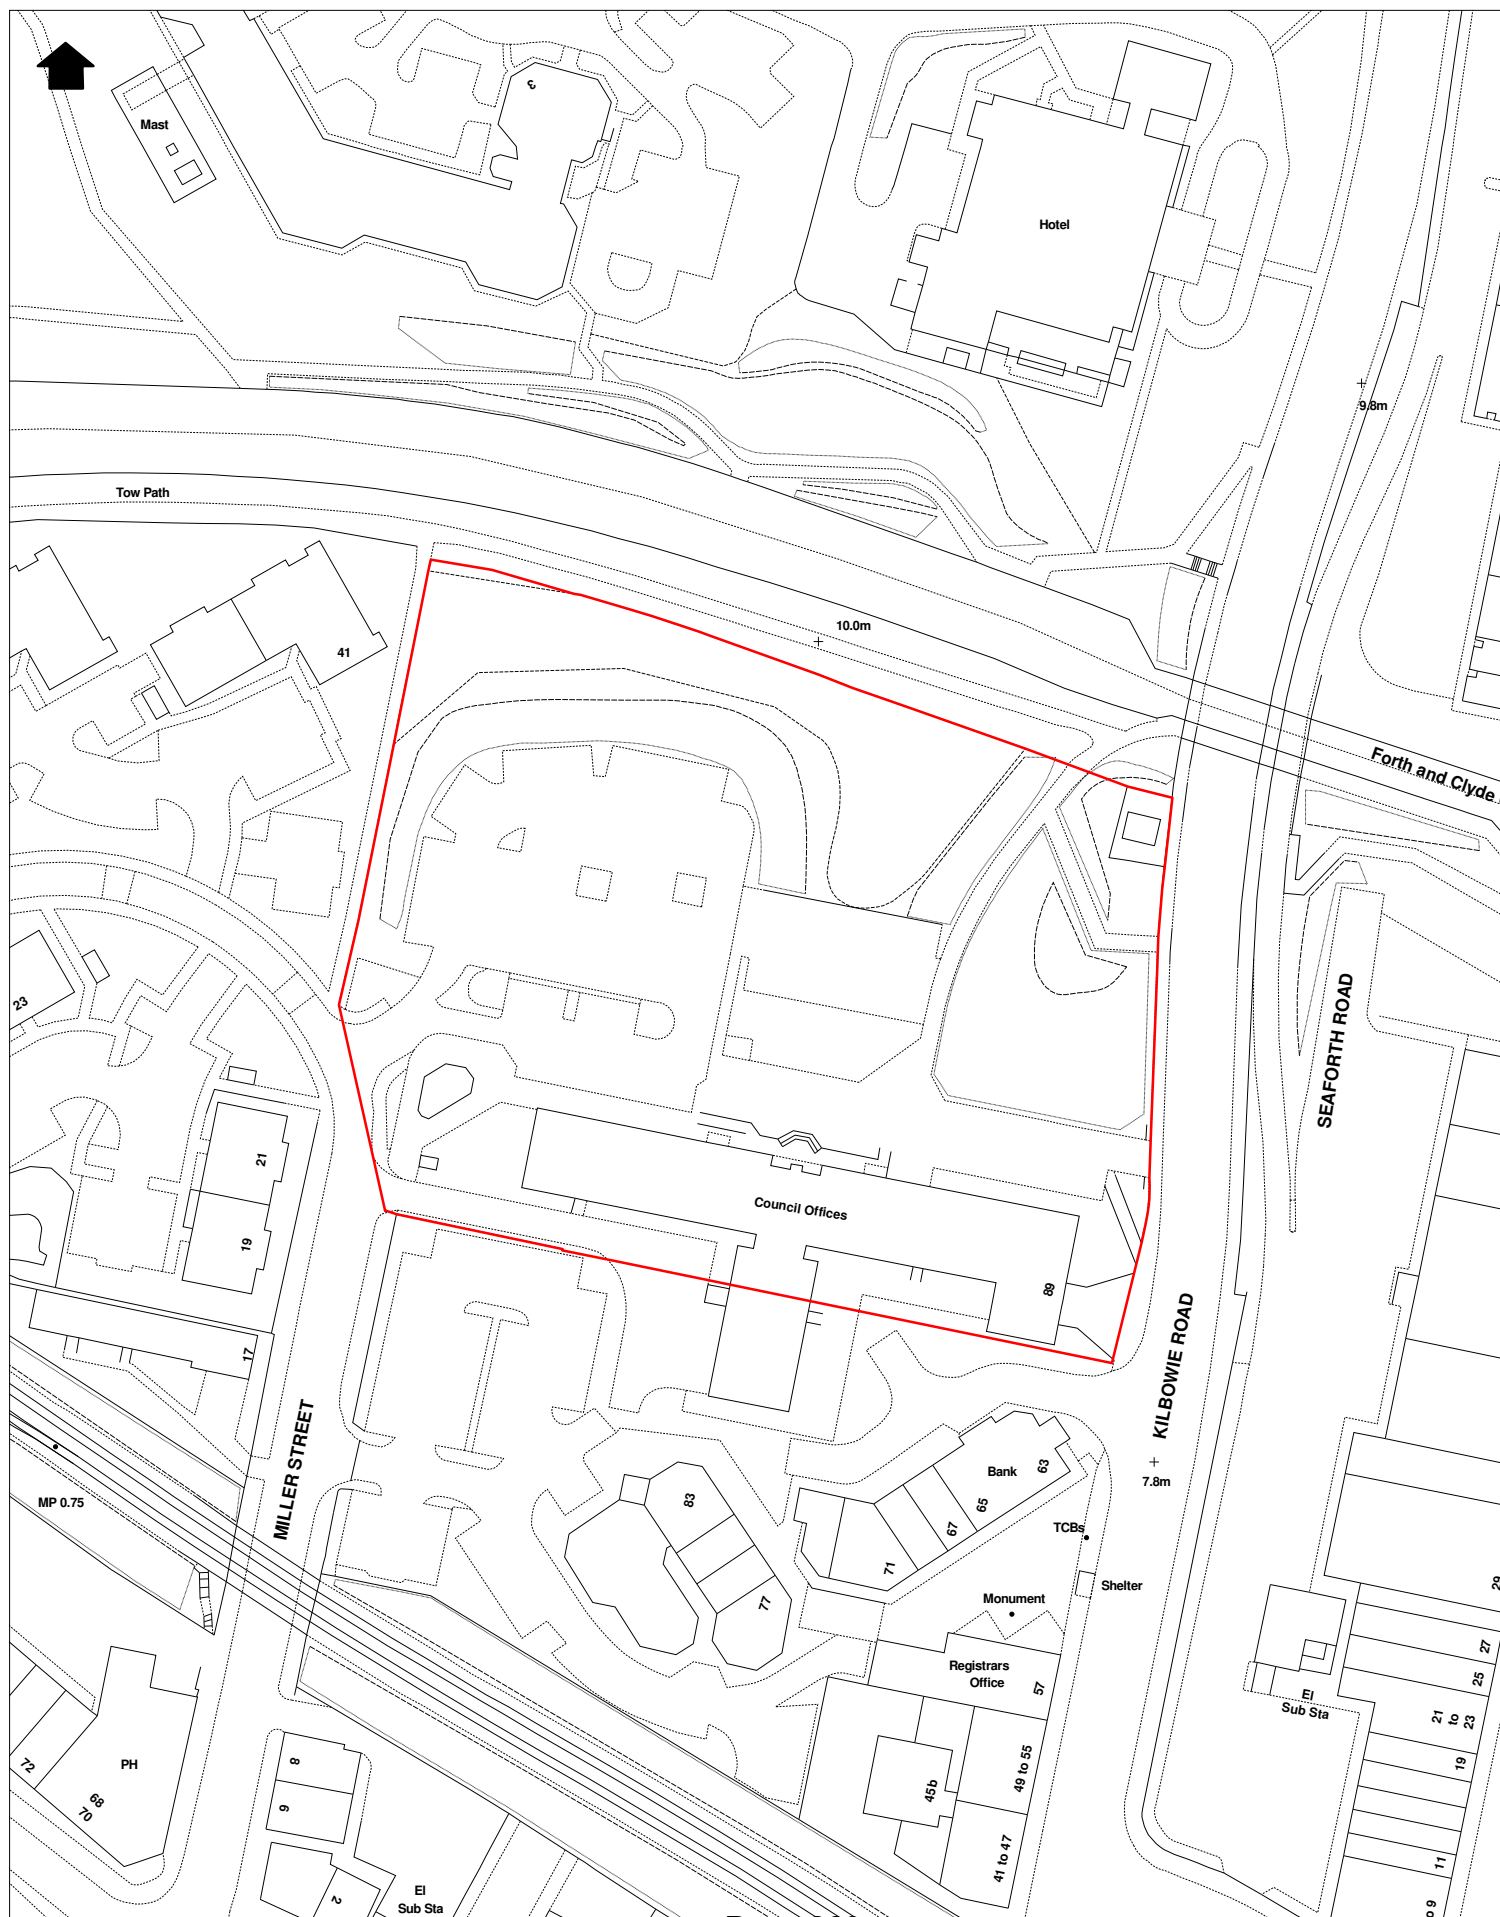 3
Mast
Hotel
9.8m
Tow Path
10.0m
41
Forth and Clyde
23
SEAFORTH ROAD
21
19
Council Offices
89
17
KILBOWIE ROAD
MILLER STREET
Bank
63
65
67
71
83
77
7.8m
MP 0.75
TCBs
Shelter
Monument
29
27
25
21
to
23
19
11
Registrars
Office
57
El
Sub Sta
PH
72
68
70
8
6
2
45b
49 to 55
41 to 47
El
Sub Sta
o 9